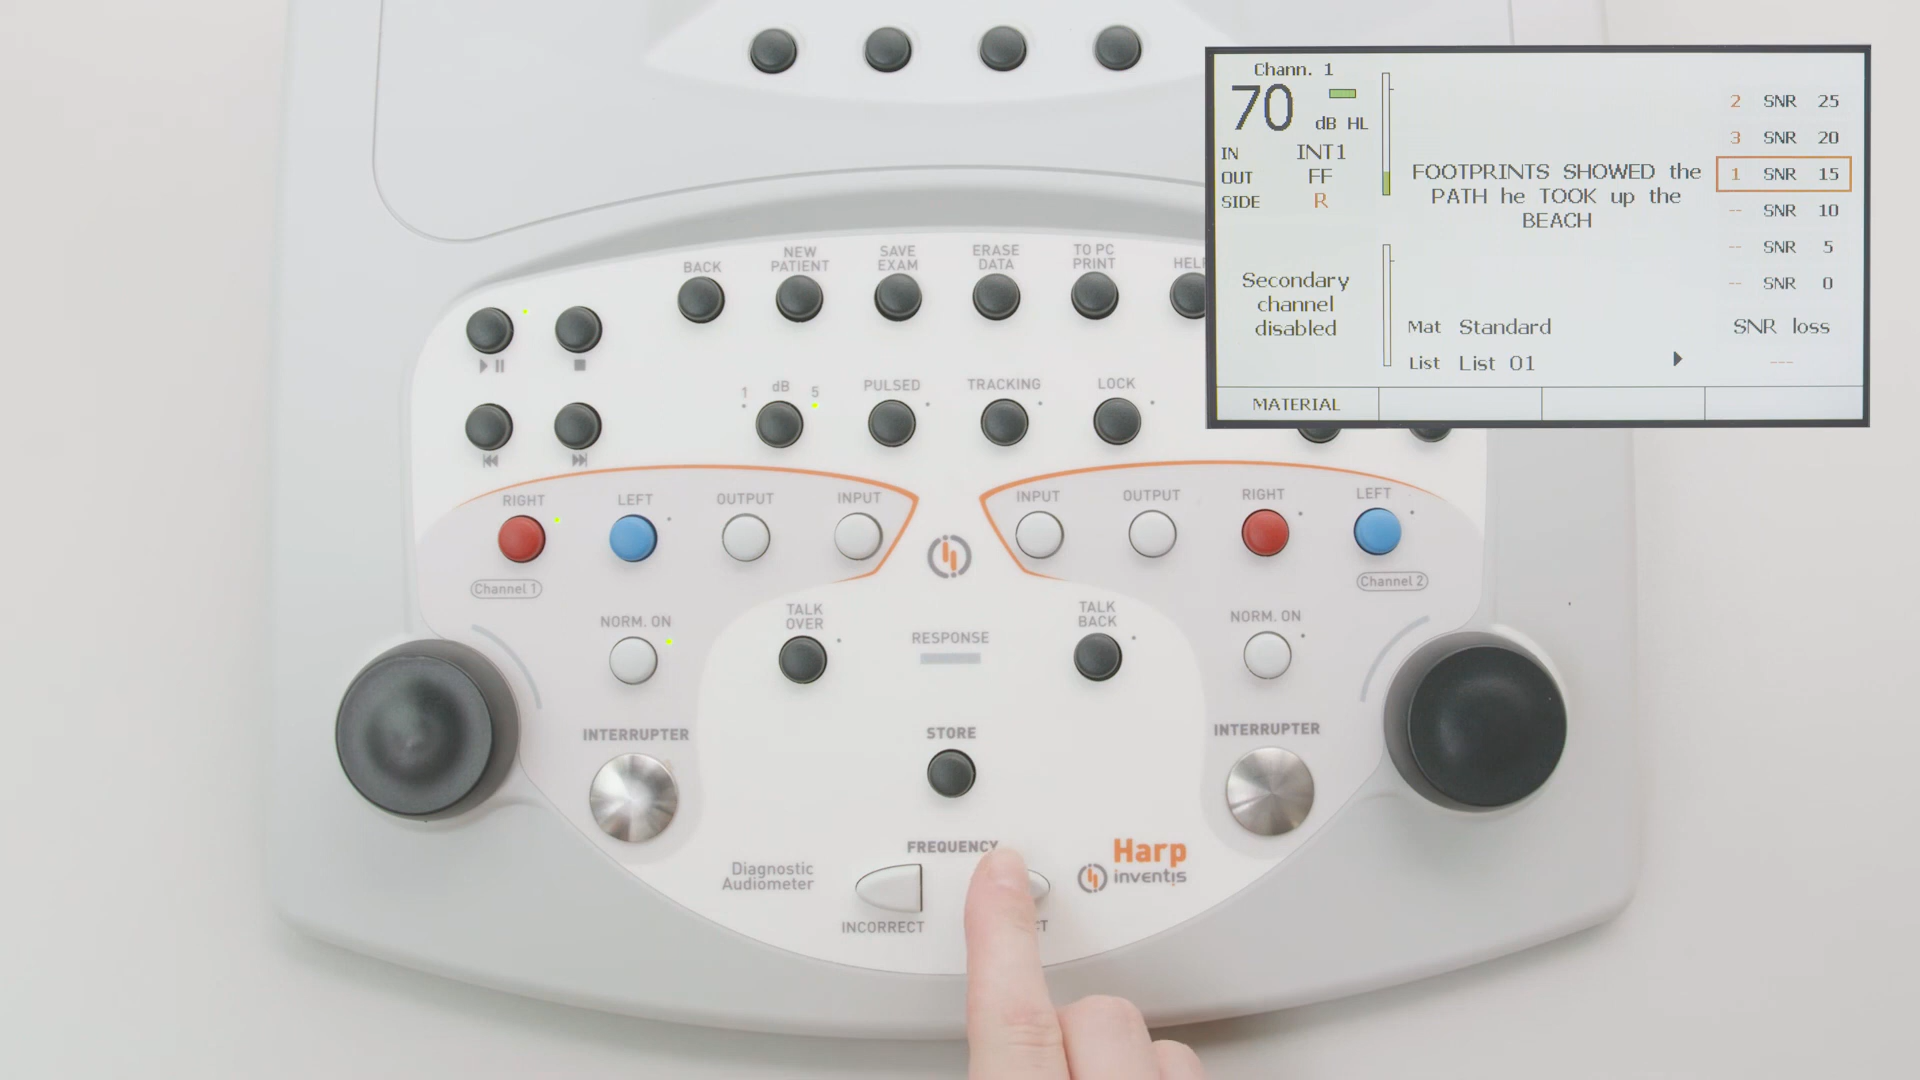 Chann. 1
70
dB HL
IN INT1
OUT FF
SIDE R
Secondary
channel
disabled
FOOTPRINTS SHOWED the
PATH he TOOK up the
BEACH
Mat Standard
List List 01
2 SNR 25
3 SNR 20
1 SNR 15
-- SNR 10
-- SNR 5
-- SNR 0
SNR loss
---
MATERIAL
BACK
NEW
PATIENT
SAVE
EXAM
ERASE
DATA
TO PC
PRINT
1 dB 5
PULSED
TRACKING
LOCK
RIGHT
LEFT
OUTPUT
INPUT
INPUT
OUTPUT
RIGHT
LEFT
Channel 1
Channel 2
NORM. ON
TALK
OVER
RESPONSE
TALK
BACK
NORM. ON
INTERRUPTER
STORE
INTERRUPTER
FREQUENCY
Diagnostic
Audiometer
Harp
inventis
INCORRECT